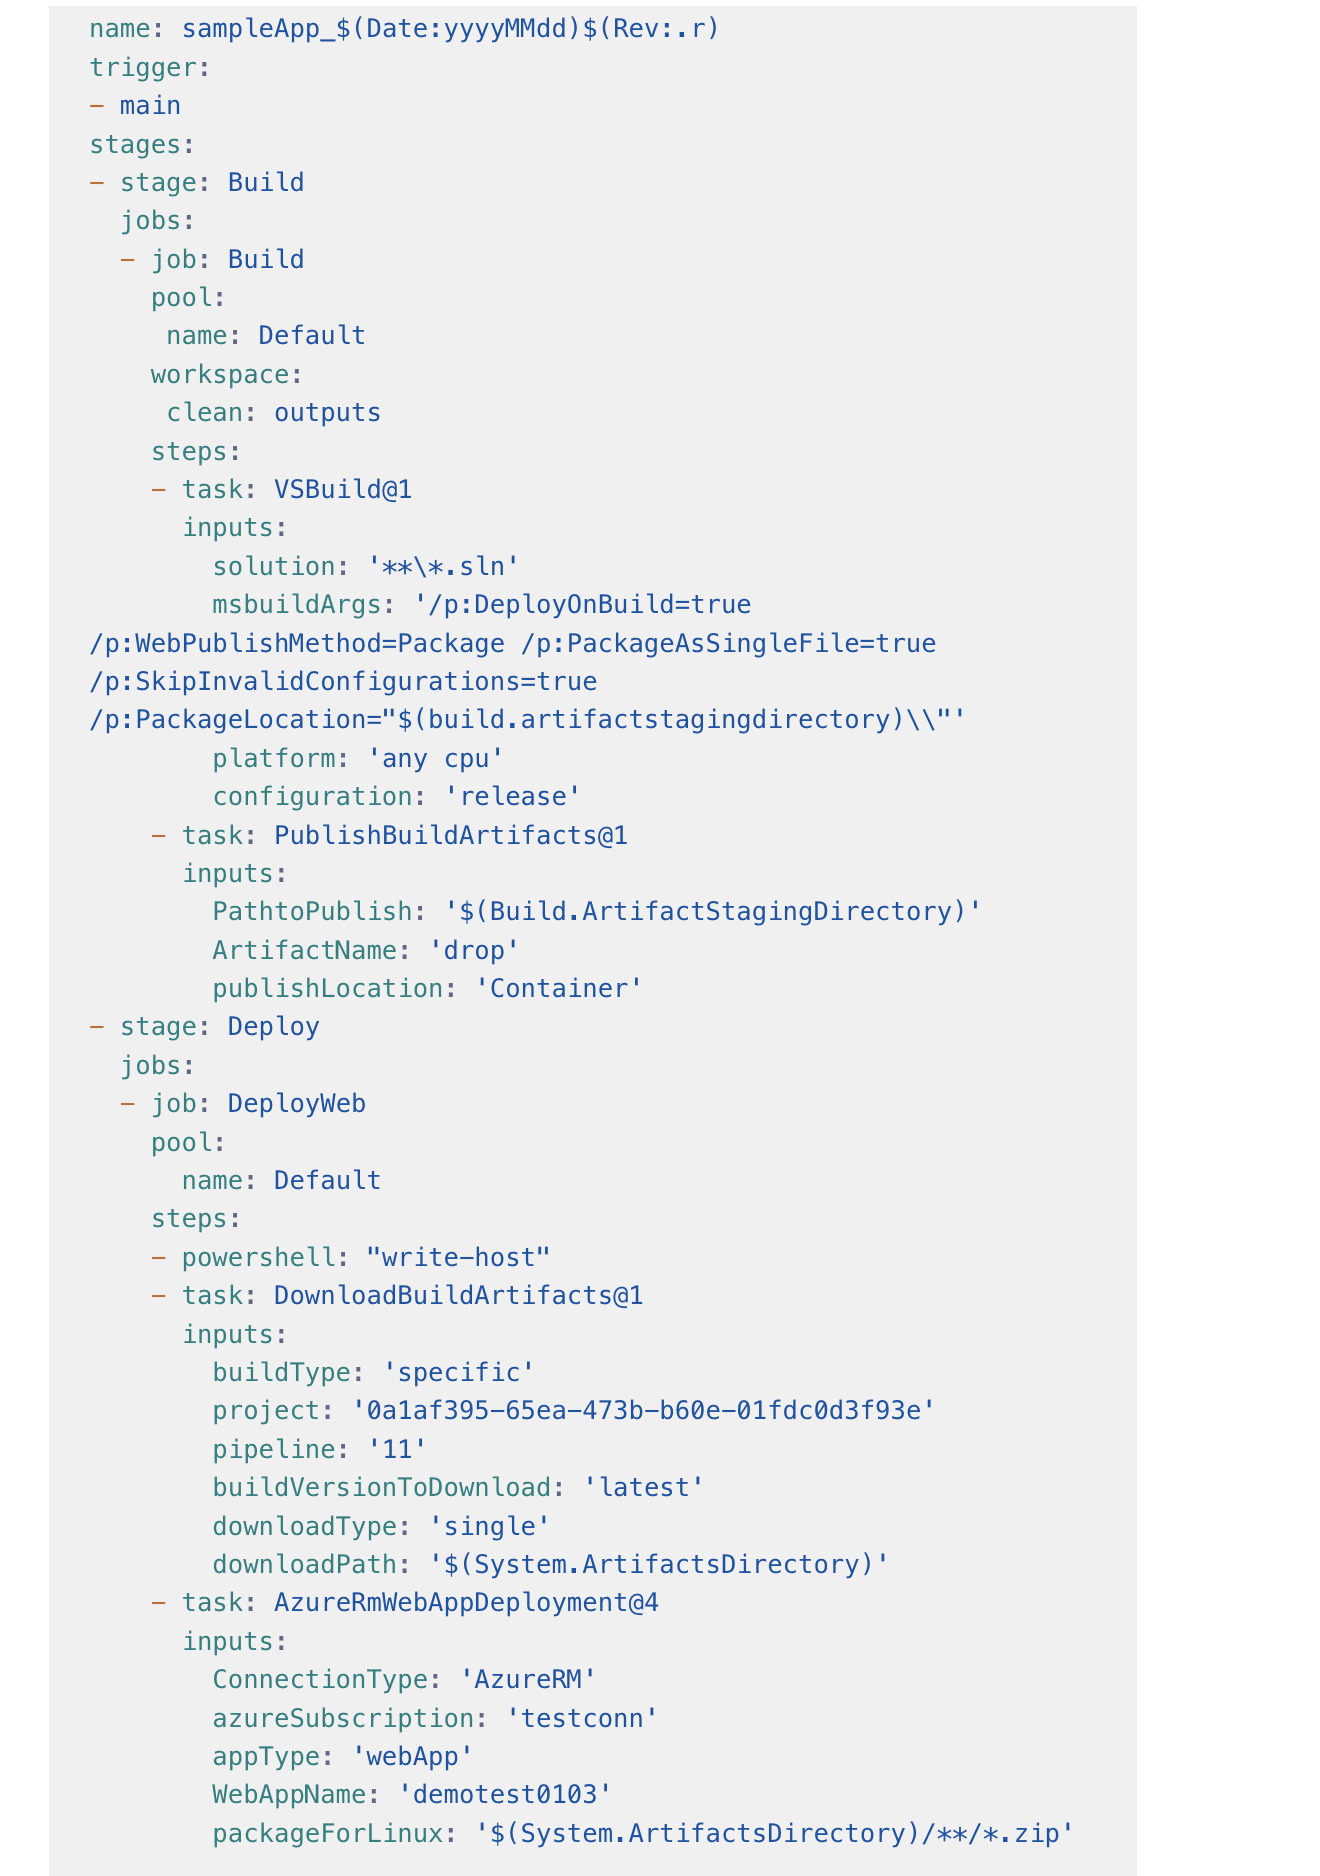 name: sampleApp_$(Date:yyyyMMdd)$(Rev:.r)
trigger:
- main
stages:
- stage: Build
  jobs:
  - job: Build
    pool:
     name: Default
    workspace:
     clean: outputs
    steps:
    - task: VSBuild@1
      inputs:
        solution: '**\*.sln'
        msbuildArgs: '/p:DeployOnBuild=true
/p:WebPublishMethod=Package /p:PackageAsSingleFile=true
/p:SkipInvalidConfigurations=true
/p:PackageLocation="$(build.artifactstagingdirectory)\\"'
        platform: 'any cpu'
        configuration: 'release'
    - task: PublishBuildArtifacts@1
      inputs:
        PathtoPublish: '$(Build.ArtifactStagingDirectory)'
        ArtifactName: 'drop'
        publishLocation: 'Container'
- stage: Deploy
  jobs:
  - job: DeployWeb
    pool:
      name: Default
    steps:
    - powershell: "write-host"
    - task: DownloadBuildArtifacts@1
      inputs:
        buildType: 'specific'
        project: '0a1af395-65ea-473b-b60e-01fdc0d3f93e'
        pipeline: '11'
        buildVersionToDownload: 'latest'
        downloadType: 'single'
        downloadPath: '$(System.ArtifactsDirectory)'
    - task: AzureRmWebAppDeployment@4
      inputs:
        ConnectionType: 'AzureRM'
        azureSubscription: 'testconn'
        appType: 'webApp'
        WebAppName: 'demotest0103'
        packageForLinux: '$(System.ArtifactsDirectory)/**/*.zip'